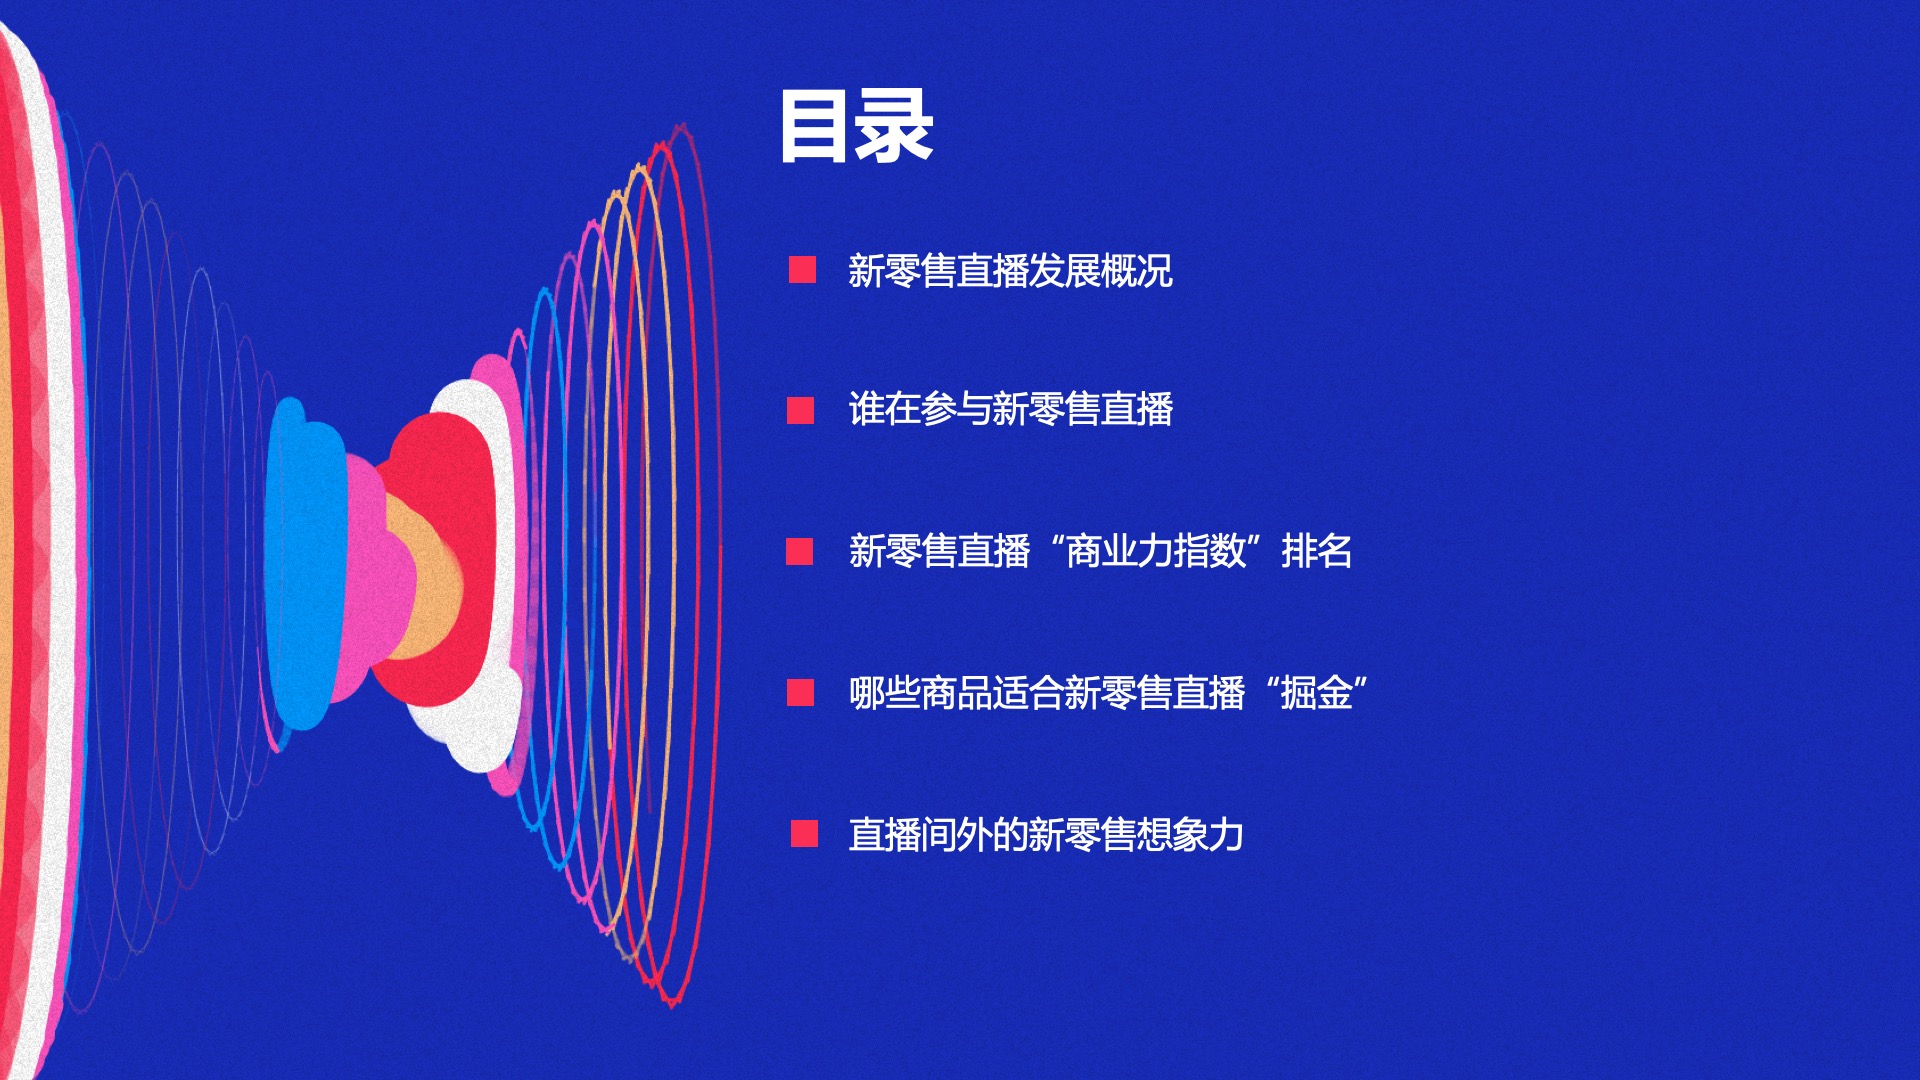 目录
新零售直播发展概况
谁在参与新零售直播
新零售直播“商业力指数”排名
哪些商品适合新零售直播“掘金”
直播间外的新零售想象力